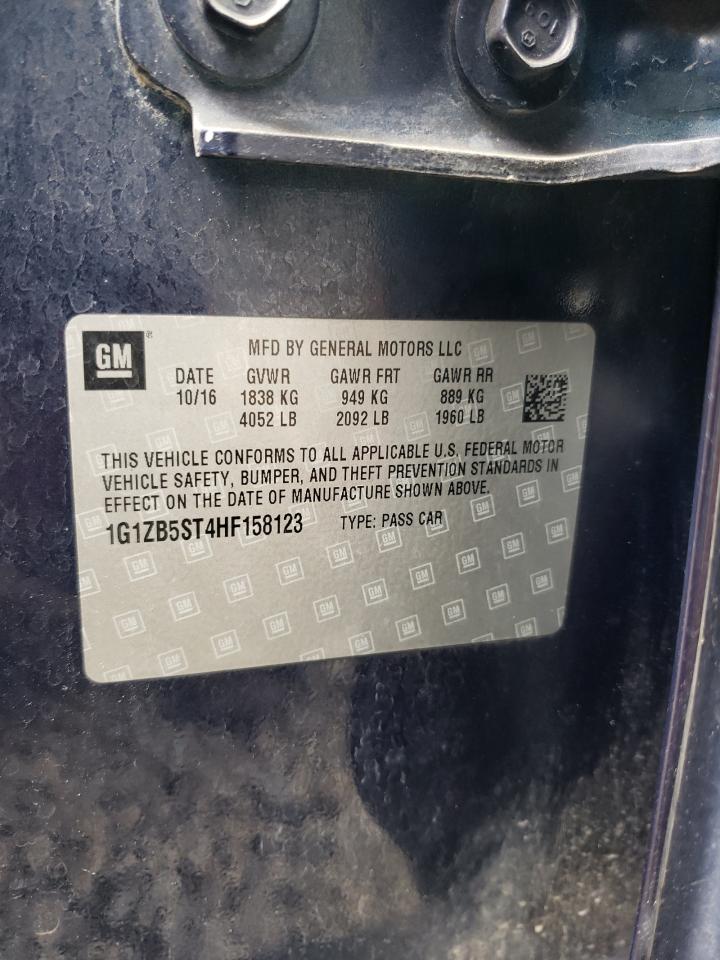 GM
MFD BY GENERAL MOTORS LLC
DATE GVWR GAWR FRT GAWR RR
10/16 1838 KG 949 KG 889 KG
4052 LB 2092 LB 1960 LB
THIS VEHICLE CONFORMS TO ALL APPLICABLE U.S. FEDERAL MOTOR
VEHICLE SAFETY, BUMPER, AND THEFT PREVENTION STANDARDS IN
EFFECT ON THE DATE OF MANUFACTURE SHOWN ABOVE.
1G1ZB5ST4HF158123 TYPE: PASS CAR